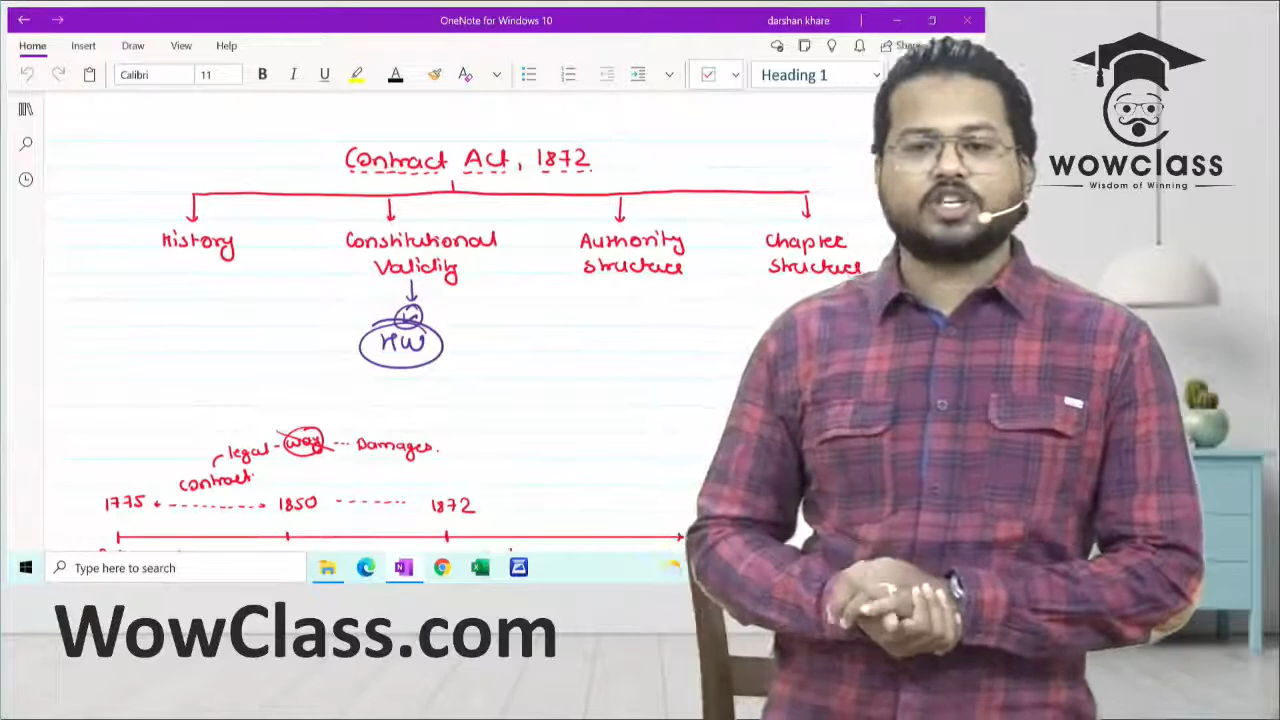 OneNote for Windows 10
darshan khare
Home Insert Draw View Help
Share
Calibri 11 B I U A A Heading 1
wowclass
Wisdom of Winning
Contract Act, 1872
History Constitutional Validity Authority Structure Chapter Structure
HW
legal - way --- Damages.
contract
1775 1850 1872
Type here to search
WowClass.com